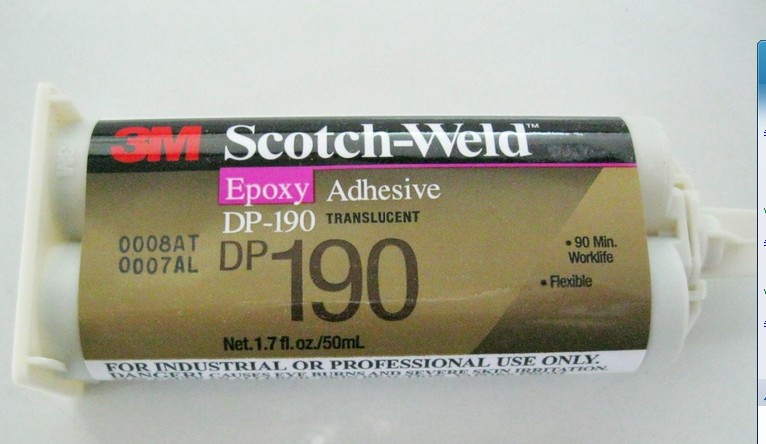 3M Scotch-Weld™
Epoxy Adhesive
DP-190 TRANSLUCENT
0008AT
0007AL
DP190
• 90 Min.
Worklife
• Flexible
Net.1.7 fl.oz./50mL
FOR INDUSTRIAL OR PROFESSIONAL USE ONLY.
DANGER! CAUSES EYE BURNS AND SEVERE SKIN IRRITATION.